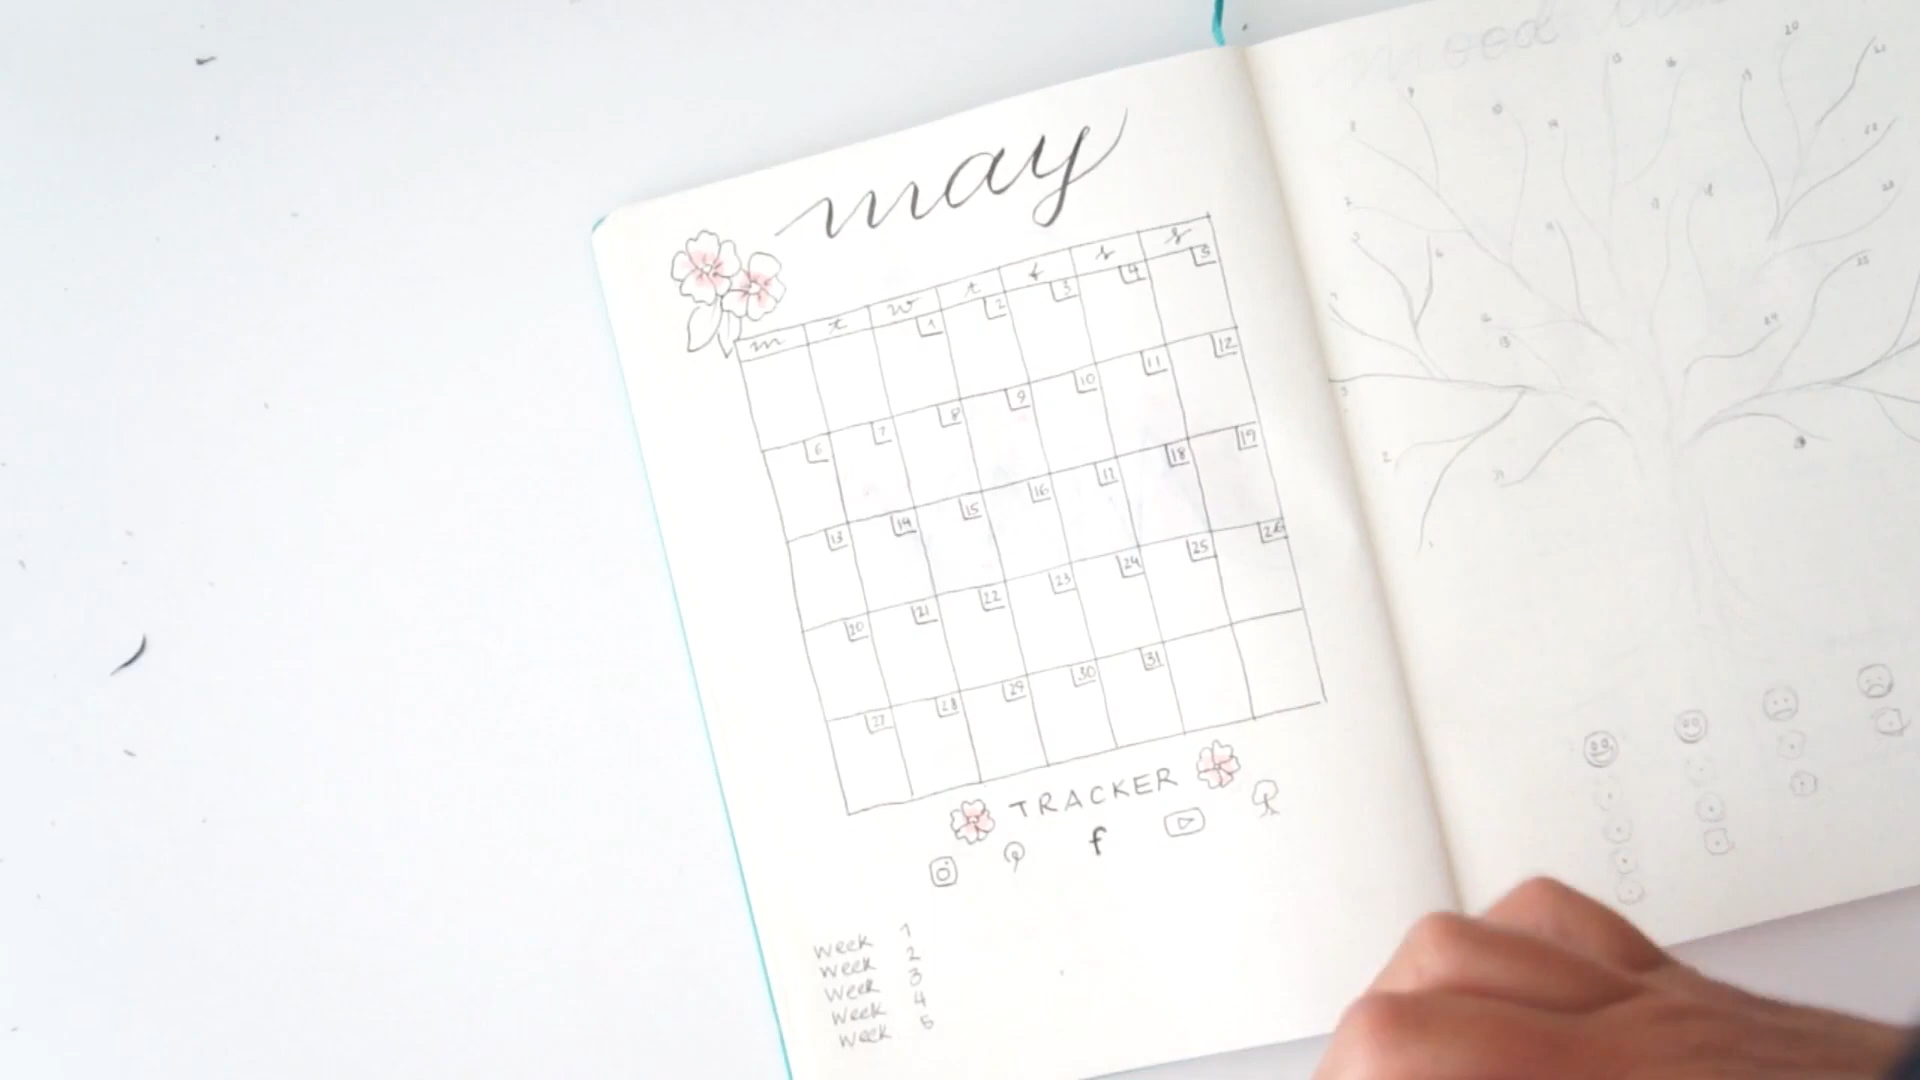 may
m t w t f s s
1 2 3 4 5
6 7 8 9 10 11 12
13 14 15 16 17 18 19
20 21 22 23 24 25 26
27 28 29 30 31
TRACKER
f
week 1
week 2
week 3
week 4
week 5
mood